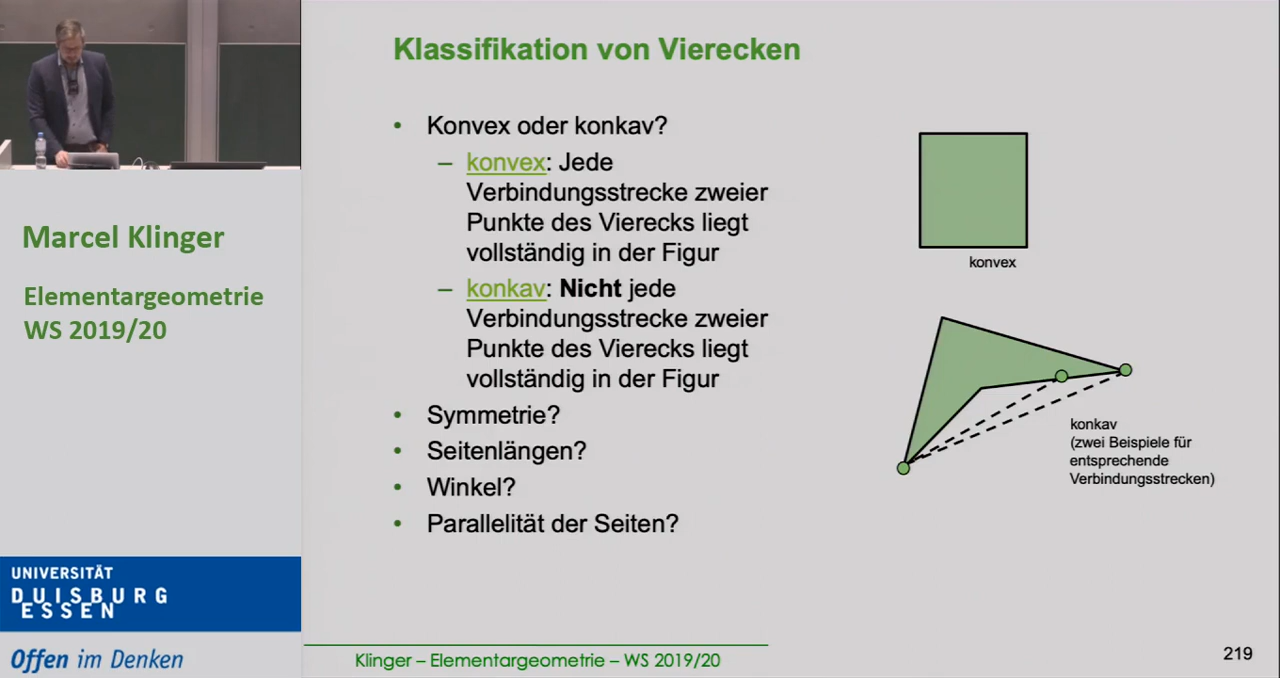 Klassifikation von Vierecken
• Konvex oder konkav?
– konvex: Jede
Verbindungsstrecke zweier
Punkte des Vierecks liegt
vollständig in der Figur
– konkav: Nicht jede
Verbindungsstrecke zweier
Punkte des Vierecks liegt
vollständig in der Figur
• Symmetrie?
• Seitenlängen?
• Winkel?
• Parallelität der Seiten?
konvex
konkav
(zwei Beispiele für
entsprechende
Verbindungsstrecken)
Marcel Klinger
Elementargeometrie
WS 2019/20
UNIVERSITÄT
DUISBURG
ESSEN
Offen im Denken
Klinger – Elementargeometrie – WS 2019/20
219